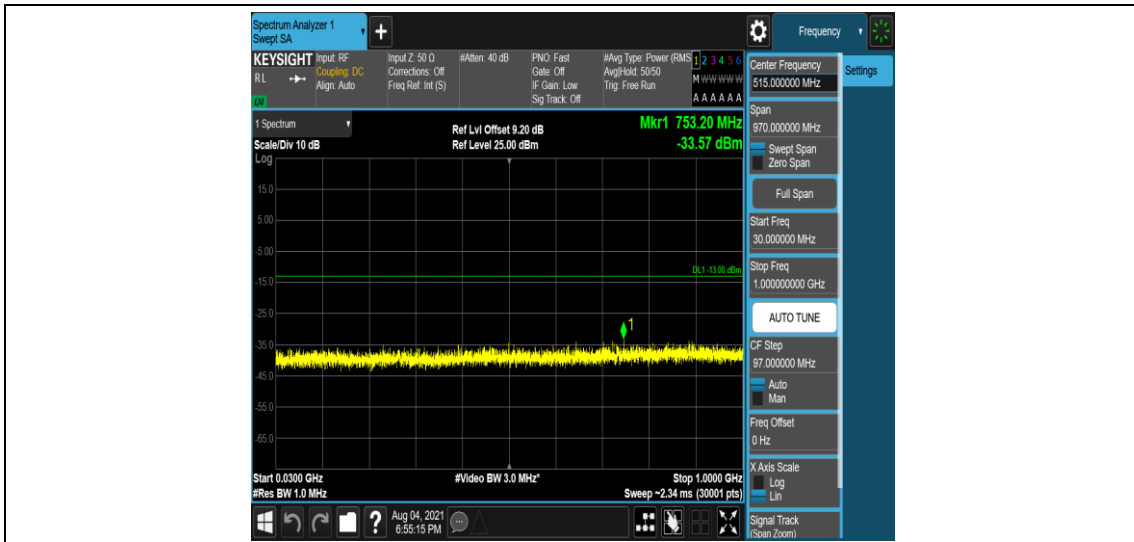 Spectrum Analyzer 1
Swept SA
+
Frequency
KEYSIGHT
RL
LM
Input: RF
Coupling: DC
Align: Auto
Input Z: 50 Ω
Corrections: Off
Freq Ref: Int (S)
#Atten: 40 dB
PNO: Fast
Gate: Off
IF Gain: Low
Sig Track: Off
#Avg Type: Power (RMS
Avg|Hold: 50/50
Trig: Free Run
1 2 3 4 5 6
M W W W W W
A A A A A A
1 Spectrum
Scale/Div 10 dB
Ref Lvl Offset 9.20 dB
Ref Level 25.00 dBm
Mkr1 753.20 MHz
-33.57 dBm
Log
15.0
5.00
-5.00
-15.0
-25.0
-35.0
-45.0
-55.0
-65.0
DL1 -13.00 dBm
1
Start 0.0300 GHz
#Res BW 1.0 MHz
#Video BW 3.0 MHz*
Stop 1.0000 GHz
Sweep ~2.34 ms (30001 pts)
Aug 04, 2021
6:55:15 PM
Center Frequency
515.000000 MHz
Settings
Span
970.000000 MHz
Swept Span
Zero Span
Full Span
Start Freq
30.000000 MHz
Stop Freq
1.000000000 GHz
AUTO TUNE
CF Step
97.000000 MHz
Auto
Man
Freq Offset
0 Hz
X Axis Scale
Log
Lin
Signal Track
(Span Zoom)